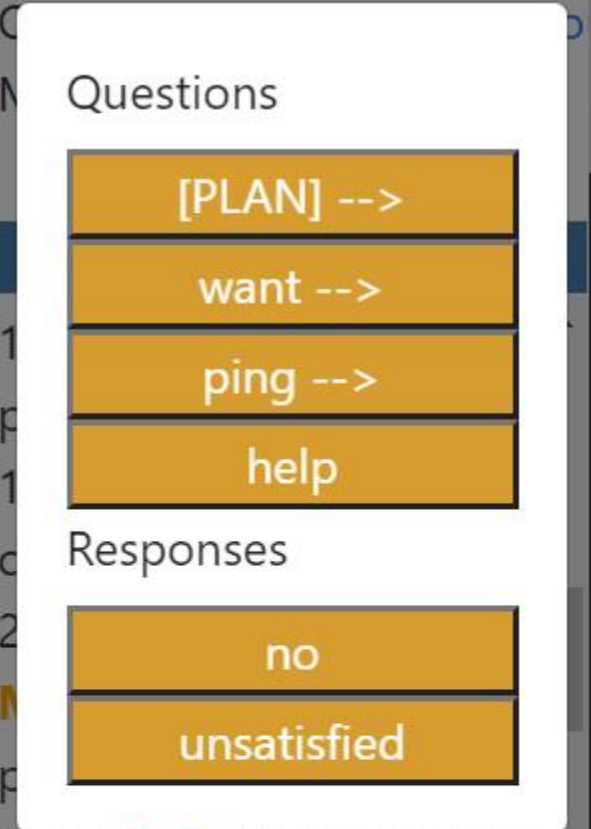 Questions
[PLAN] -->
want -->
ping -->
help
Responses
no
unsatisfied